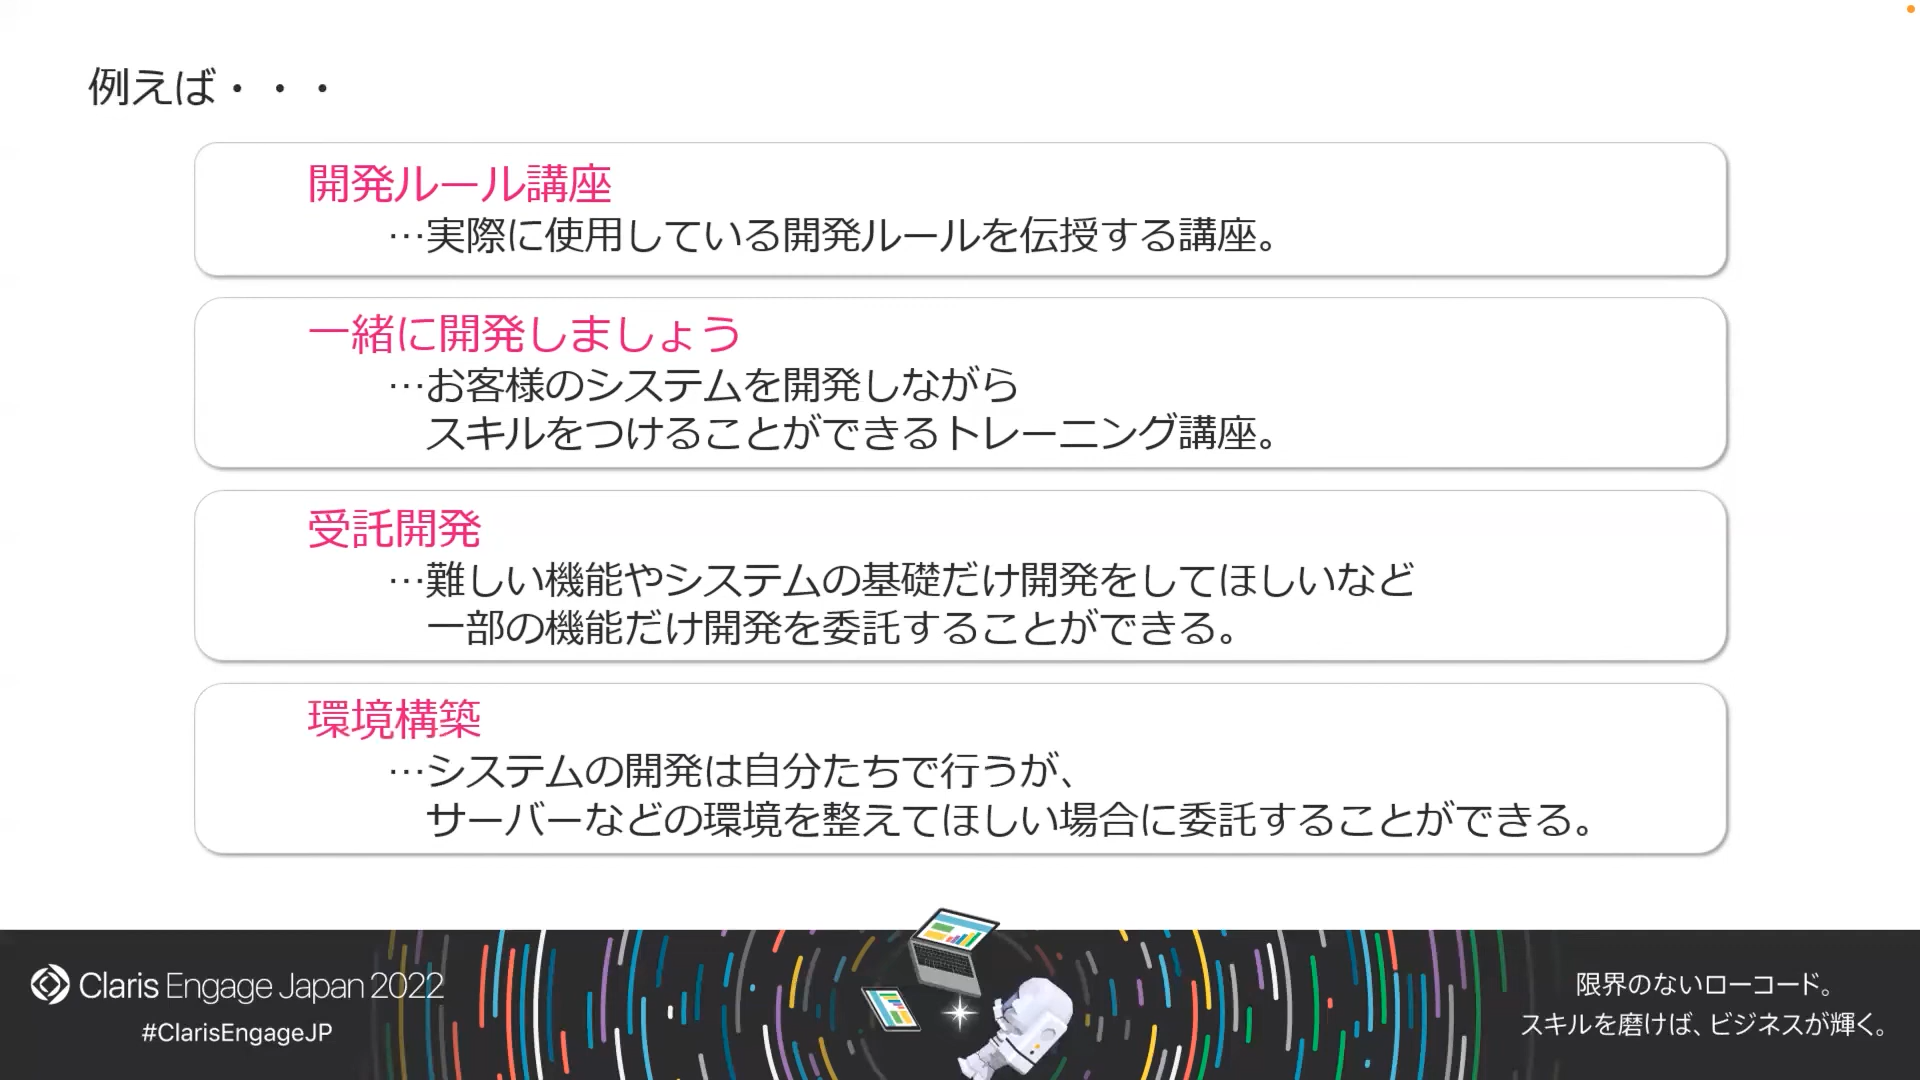 例えば・・・
開発ルール講座
…実際に使用している開発ルールを伝授する講座。
一緒に開発しましょう
…お客様のシステムを開発しながら
スキルをつけることができるトレーニング講座。
受託開発
…難しい機能やシステムの基礎だけ開発をしてほしいなど
一部の機能だけ開発を委託することができる。
環境構築
…システムの開発は自分たちで行うが、
サーバーなどの環境を整えてほしい場合に委託することができる。
Claris Engage Japan 2022
#ClarisEngageJP
限界のないローコード。
スキルを磨けば、ビジネスが輝く。